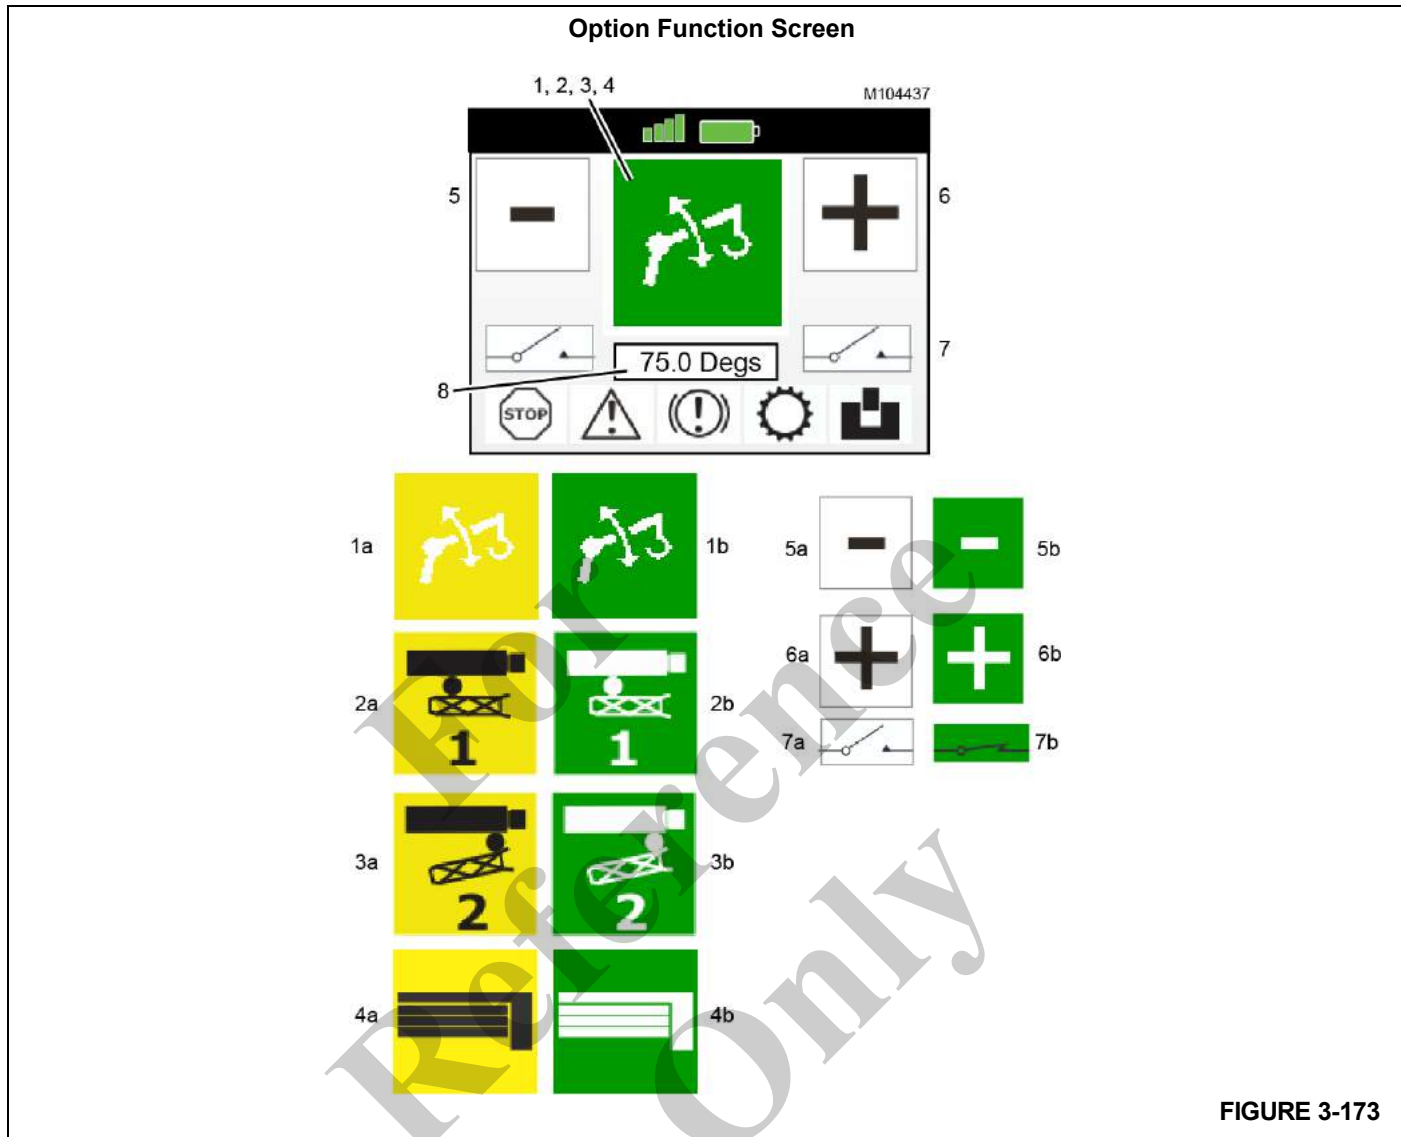 Option Function Screen
1, 2, 3, 4
M104437
5
6
7
75.0 Degs
8
STOP
1a
1b
5a
5b
2a
1
1
2b
6a
6b
7a
7b
3a
2
2
3b
4a
4b
For
Reference
Only
FIGURE 3-173